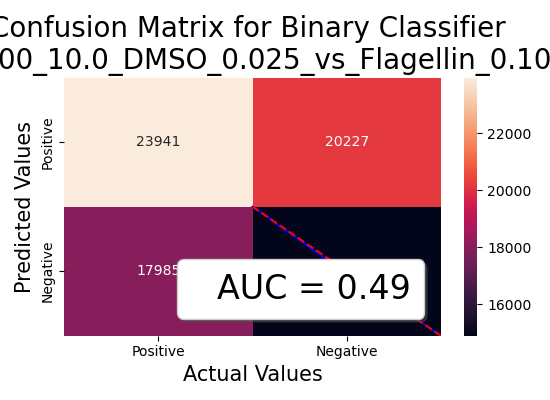 Confusion Matrix for Binary Classifier
00_10.0_DMSO_0.025_vs_Flagellin_0.10
Predicted Values
Positive
Negative
23941
20227
17985
AUC = 0.49
Positive
Negative
Actual Values
22000
20000
18000
16000